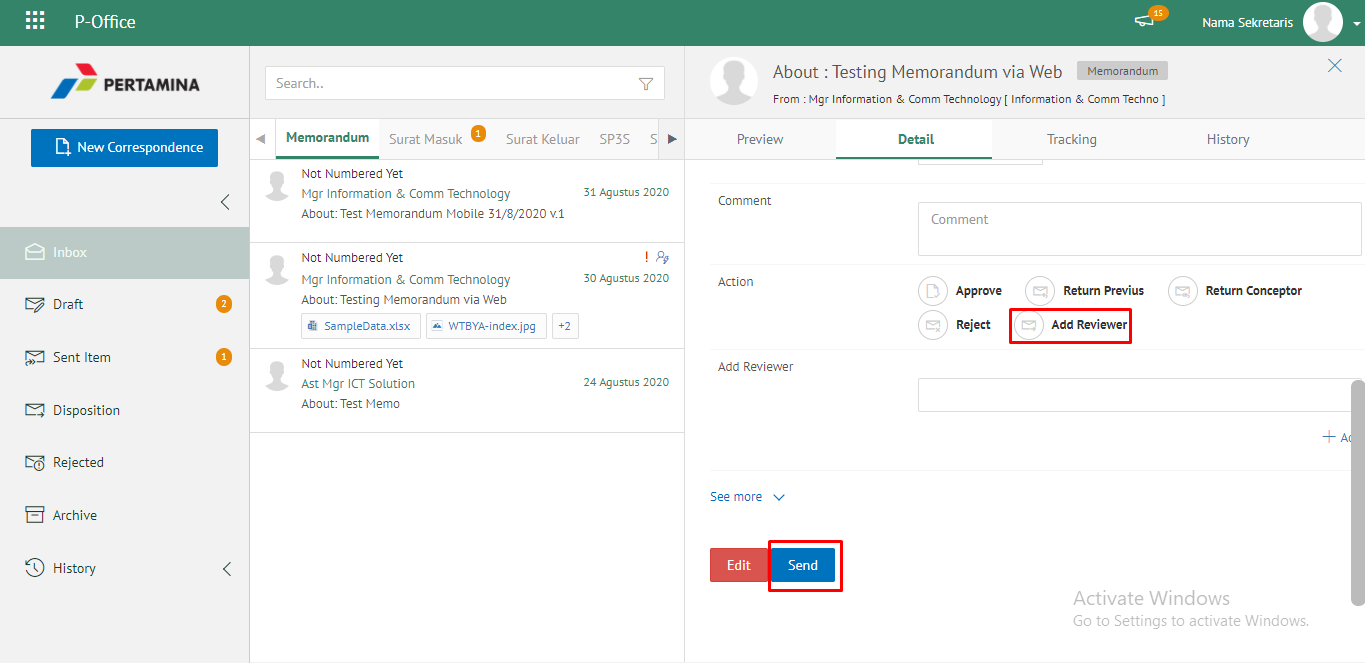 P-Office
15
Nama Sekretaris
PERTAMINA
New Correspondence
Inbox
Draft
2
Sent Item
1
Disposition
Rejected
Archive
History
Search..
Memorandum
Surat Masuk
1
Surat Keluar
SP3S
S
Not Numbered Yet
Mgr Information & Comm Technology
31 Agustus 2020
About: Test Memorandum Mobile 31/8/2020 v.1
Not Numbered Yet
Mgr Information & Comm Technology
30 Agustus 2020
About: Testing Memorandum via Web
SampleData.xlsx
WTBYA-index.jpg
+2
Not Numbered Yet
Ast Mgr ICT Solution
24 Agustus 2020
About: Test Memo
About : Testing Memorandum via Web
Memorandum
From : Mgr Information & Comm Technology [ Information & Comm Techno ]
Preview
Detail
Tracking
History
Comment
Comment
Action
Approve
Return Previus
Return Conceptor
Reject
Add Reviewer
Add Reviewer
See more
Edit
Send
Activate Windows
Go to Settings to activate Windows.